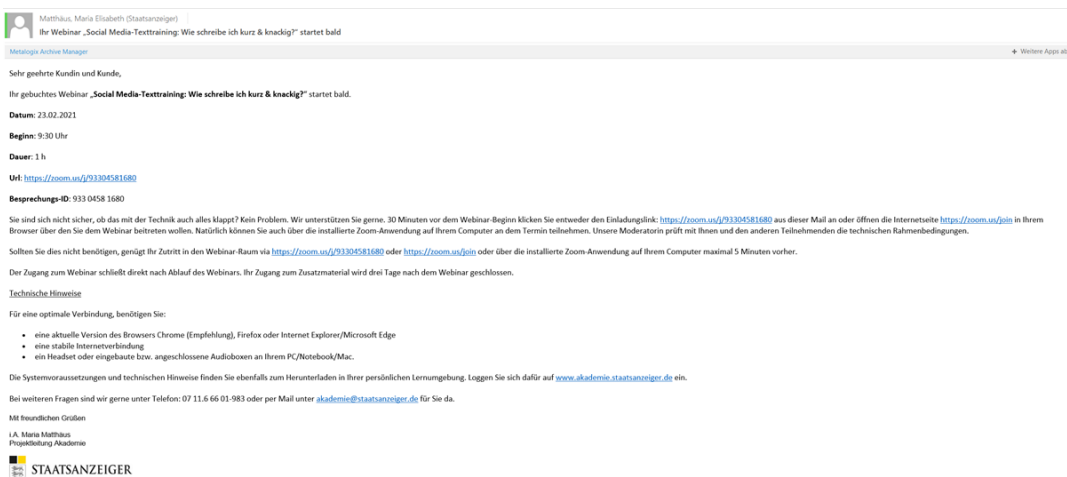 Matthäus, Maria Elisabeth (Staatsanzeiger)
Ihr Webinar „Social Media-Texttraining: Wie schreibe ich kurz & knackig?" startet bald
Metalogix Archive Manager
+ Weitere Apps ab
Sehr geehrte Kundin und Kunde,
Ihr gebuchtes Webinar „Social Media-Texttraining: Wie schreibe ich kurz & knackig?" startet bald.
Datum: 23.02.2021
Beginn: 9:30 Uhr
Dauer: 1 h
Url: https://zoom.us/j/93304581680
Besprechungs-ID: 933 0458 1680
Sie sind sich nicht sicher, ob das mit der Technik auch alles klappt? Kein Problem. Wir unterstützen Sie gerne. 30 Minuten vor dem Webinar-Beginn klicken Sie entweder den Einladungslink: https://zoom.us/j/93304581680 aus dieser Mail an oder öffnen die Internetseite https://zoom.us/join in Ihrem
Browser über den Sie dem Webinar beitreten wollen. Natürlich können Sie auch über die installierte Zoom-Anwendung auf Ihrem Computer an dem Termin teilnehmen. Unsere Moderatorin prüft mit Ihnen und den anderen Teilnehmenden die technischen Rahmenbedingungen.
Sollten Sie dies nicht benötigen, genügt Ihr Zutritt in den Webinar-Raum via https://zoom.us/j/93304581680 oder https://zoom.us/join oder über die installierte Zoom-Anwendung auf Ihrem Computer maximal 5 Minuten vorher.
Der Zugang zum Webinar schließt direkt nach Ablauf des Webinars. Ihr Zugang zum Zusatzmaterial wird drei Tage nach dem Webinar geschlossen.
Technische Hinweise
Für eine optimale Verbindung, benötigen Sie:
• eine aktuelle Version des Browsers Chrome (Empfehlung), Firefox oder Internet Explorer/Microsoft Edge
• eine stabile Internetverbindung
• ein Headset oder eingebaute bzw. angeschlossene Audioboxen an Ihrem PC/Notebook/Mac.
Die Systemvoraussetzungen und technischen Hinweise finden Sie ebenfalls zum Herunterladen in Ihrer persönlichen Lernumgebung. Loggen Sie sich dafür auf www.akademie.staatsanzeiger.de ein.
Bei weiteren Fragen sind wir gerne unter Telefon: 07 11.6 66 01-983 oder per Mail unter akademie@staatsanzeiger.de für Sie da.
Mit freundlichen Grüßen
i.A. Maria Matthäus
Projektleitung Akademie
STAATSANZEIGER